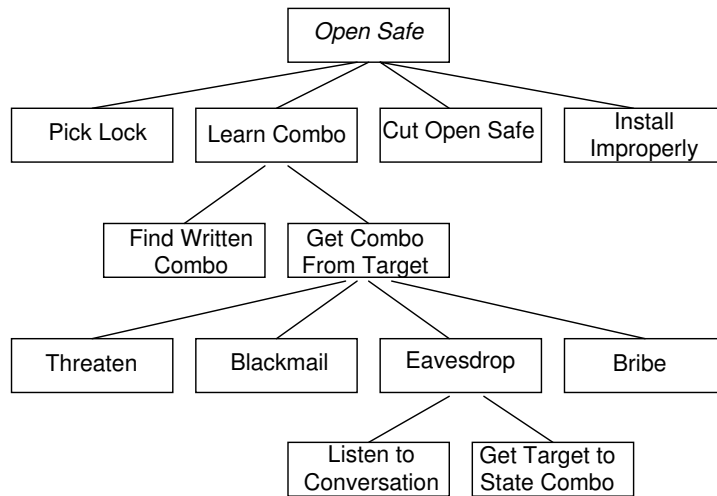 Open Safe
Pick Lock
Learn Combo
Cut Open Safe
Install
Improperly
Find Written
Combo
Get Combo
From Target
Threaten
Blackmail
Eavesdrop
Bribe
Listen to
Conversation
Get Target to
State Combo